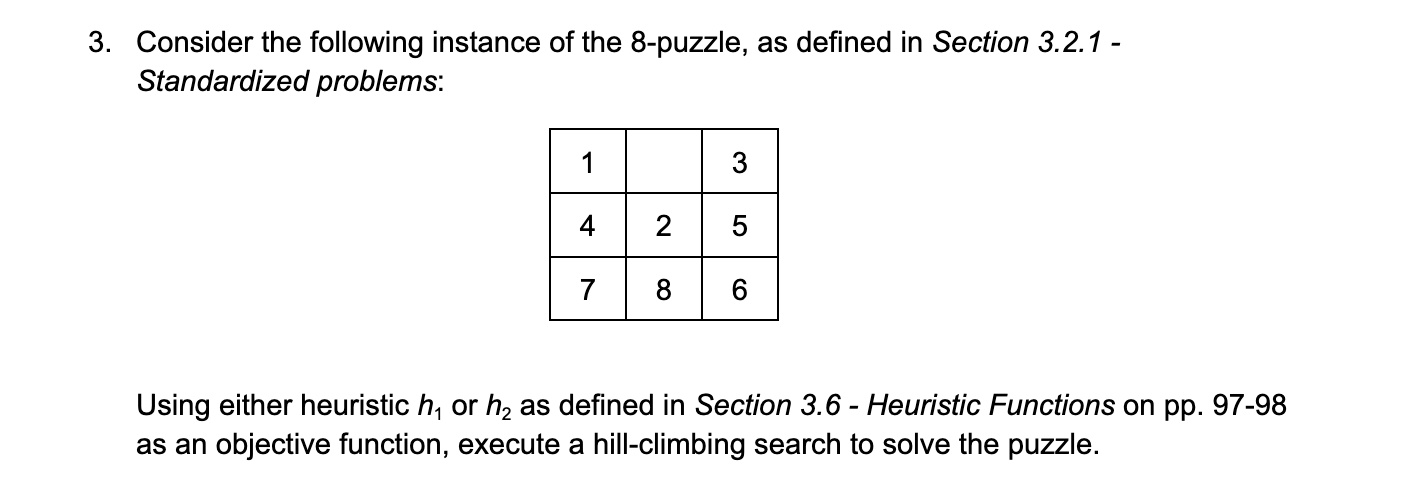 3. Consider the following instance of the 8-puzzle, as defined in Section 3.2.1 -
Standardized problems:
1 3
4 2 5
7 8 6
Using either heuristic h₁ or h₂ as defined in Section 3.6 - Heuristic Functions on pp. 97-98
as an objective function, execute a hill-climbing search to solve the puzzle.